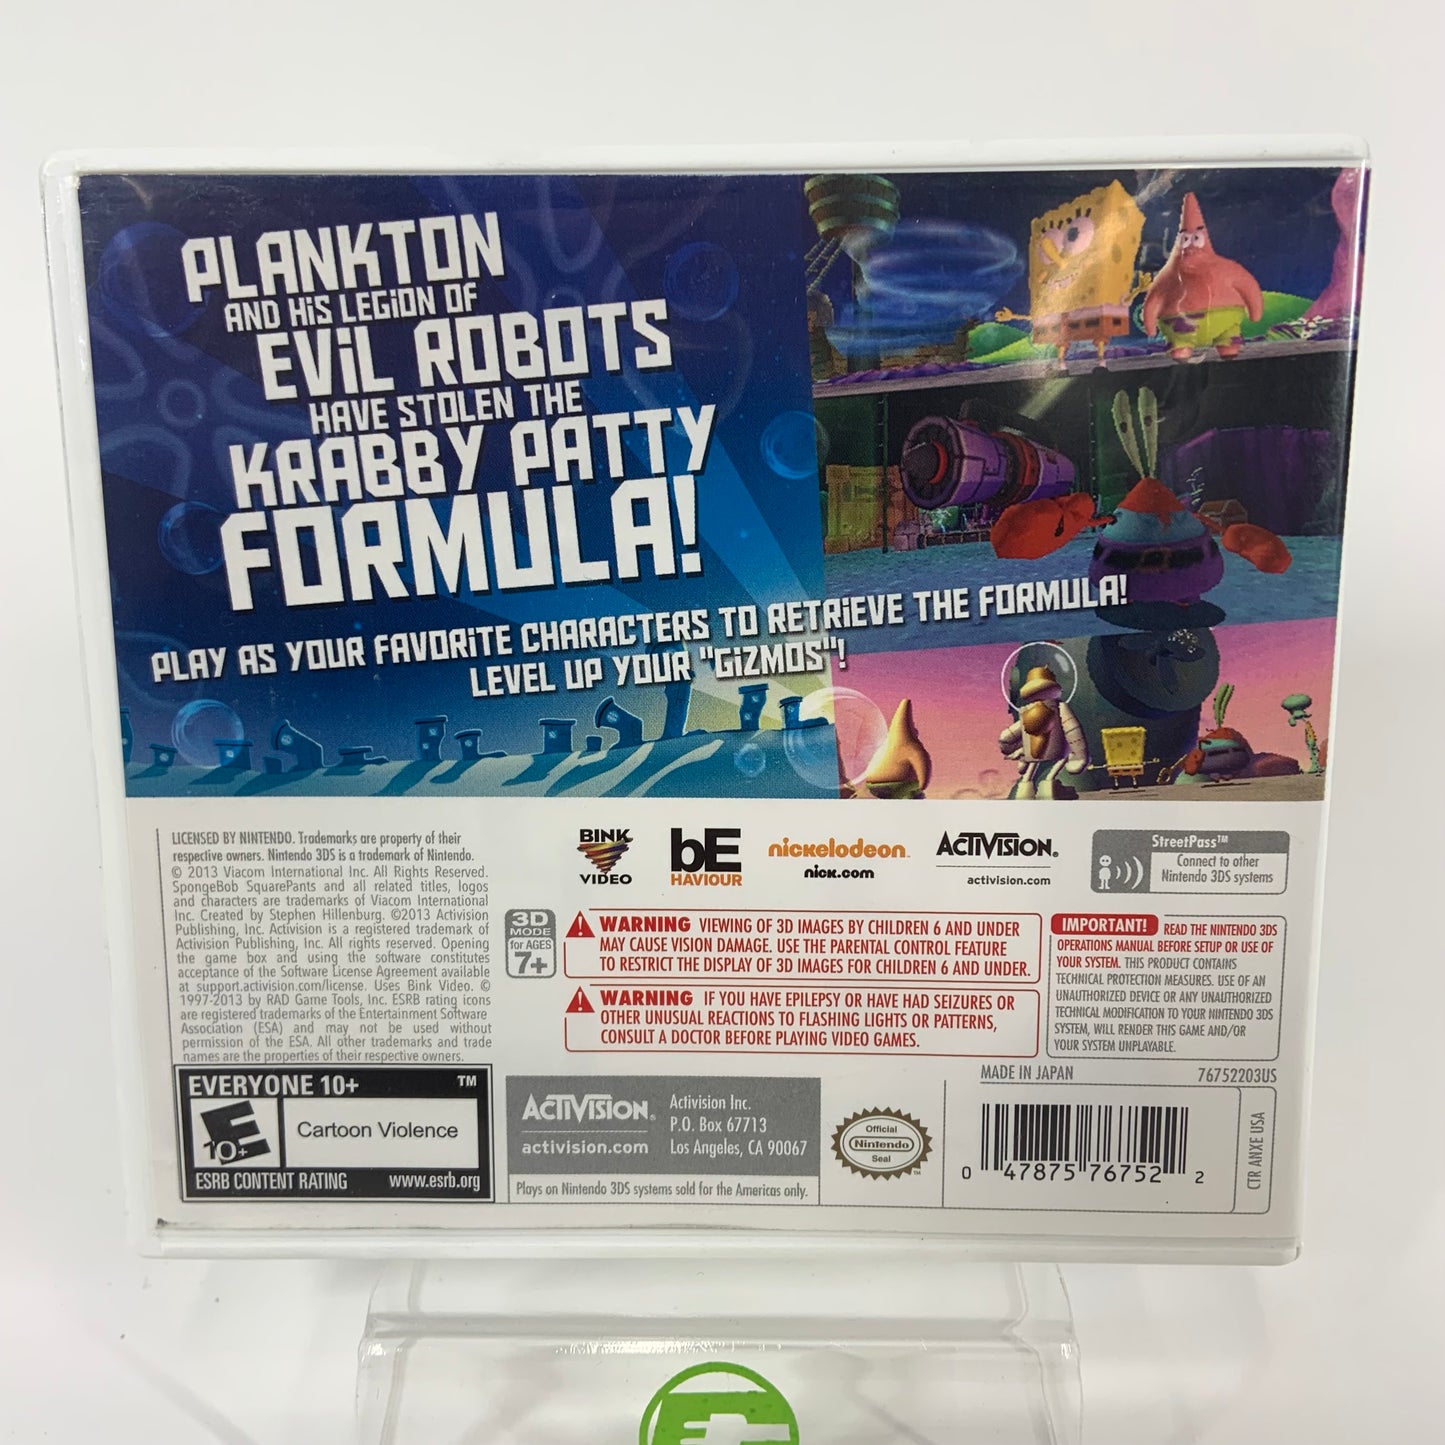 PLANKTON
AND HIS LEGION OF
EVIL ROBOTS
HAVE STOLEN THE
KRABBY PATTY
FORMULA!
PLAY AS YOUR FAVORITE CHARACTERS TO RETRIEVE THE FORMULA!
LEVEL UP YOUR "GIZMOS"!
LICENSED BY NINTENDO. Trademarks are property of their
respective owners. Nintendo 3DS is a trademark of Nintendo.
© 2013 Viacom International Inc. All Rights Reserved.
SpongeBob SquarePants and all related titles, logos
and characters are trademarks of Viacom International
Inc. Created by Stephen Hillenburg. ©2013 Activision
Publishing, Inc. Activision is a registered trademark of
Activision Publishing, Inc. All rights reserved. Opening
the game box and using the software constitutes
acceptance of the Software License Agreement available
at support.activision.com/license. Uses Bink Video. ©
1997-2013 by RAD Game Tools, Inc. ESRB rating icons
are registered trademarks of the Entertainment Software
Association (ESA) and may not be used without
permission of the ESA. All other trademarks and trade
names are the properties of their respective owners.
BINK
VIDEO
bE
HAVIOUR
nickelodeon™
nick.com
ACTIVISION®
activision.com
StreetPass™
Connect to other
Nintendo 3DS systems
3D
MODE
for AGES
7+
WARNING VIEWING OF 3D IMAGES BY CHILDREN 6 AND UNDER
MAY CAUSE VISION DAMAGE. USE THE PARENTAL CONTROL FEATURE
TO RESTRICT THE DISPLAY OF 3D IMAGES FOR CHILDREN 6 AND UNDER.
WARNING IF YOU HAVE EPILEPSY OR HAVE HAD SEIZURES OR
OTHER UNUSUAL REACTIONS TO FLASHING LIGHTS OR PATTERNS,
CONSULT A DOCTOR BEFORE PLAYING VIDEO GAMES.
IMPORTANT! READ THE NINTENDO 3DS
OPERATIONS MANUAL BEFORE SETUP OR USE OF
YOUR SYSTEM. THIS PRODUCT CONTAINS
TECHNICAL PROTECTION MEASURES. USE OF AN
UNAUTHORIZED DEVICE OR ANY UNAUTHORIZED
TECHNICAL MODIFICATION TO YOUR NINTENDO 3DS
SYSTEM, WILL RENDER THIS GAME AND/OR
YOUR SYSTEM UNPLAYABLE.
EVERYONE 10+ ™
E
10+
Cartoon Violence
ESRB CONTENT RATING www.esrb.org
ACTIVISION®
activision.com
Activision Inc.
P.O. Box 67713
Los Angeles, CA 90067
Plays on Nintendo 3DS systems sold for the Americas only.
Official
Nintendo
Seal
™
MADE IN JAPAN 76752203US
0 47875 76752 2
CTR ANXE USA